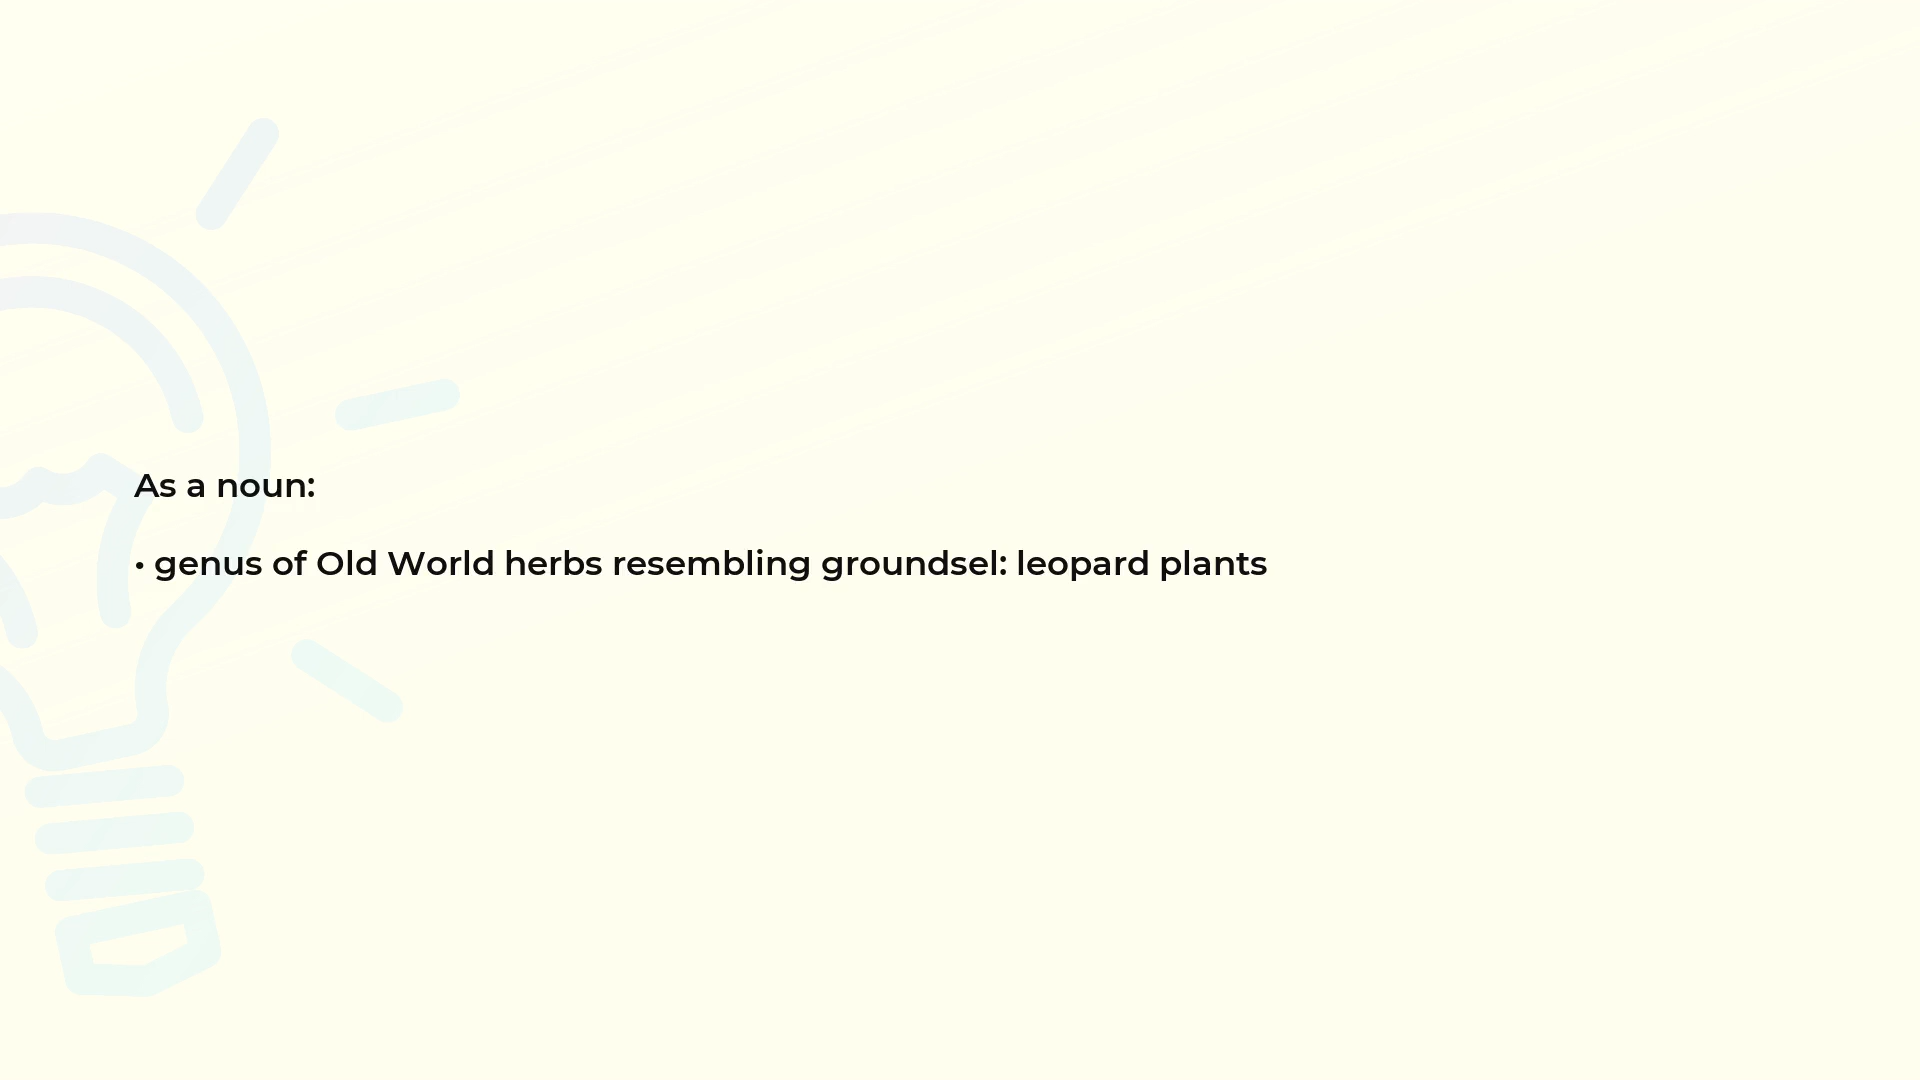 As a noun:
• genus of Old World herbs resembling groundsel: leopard plants